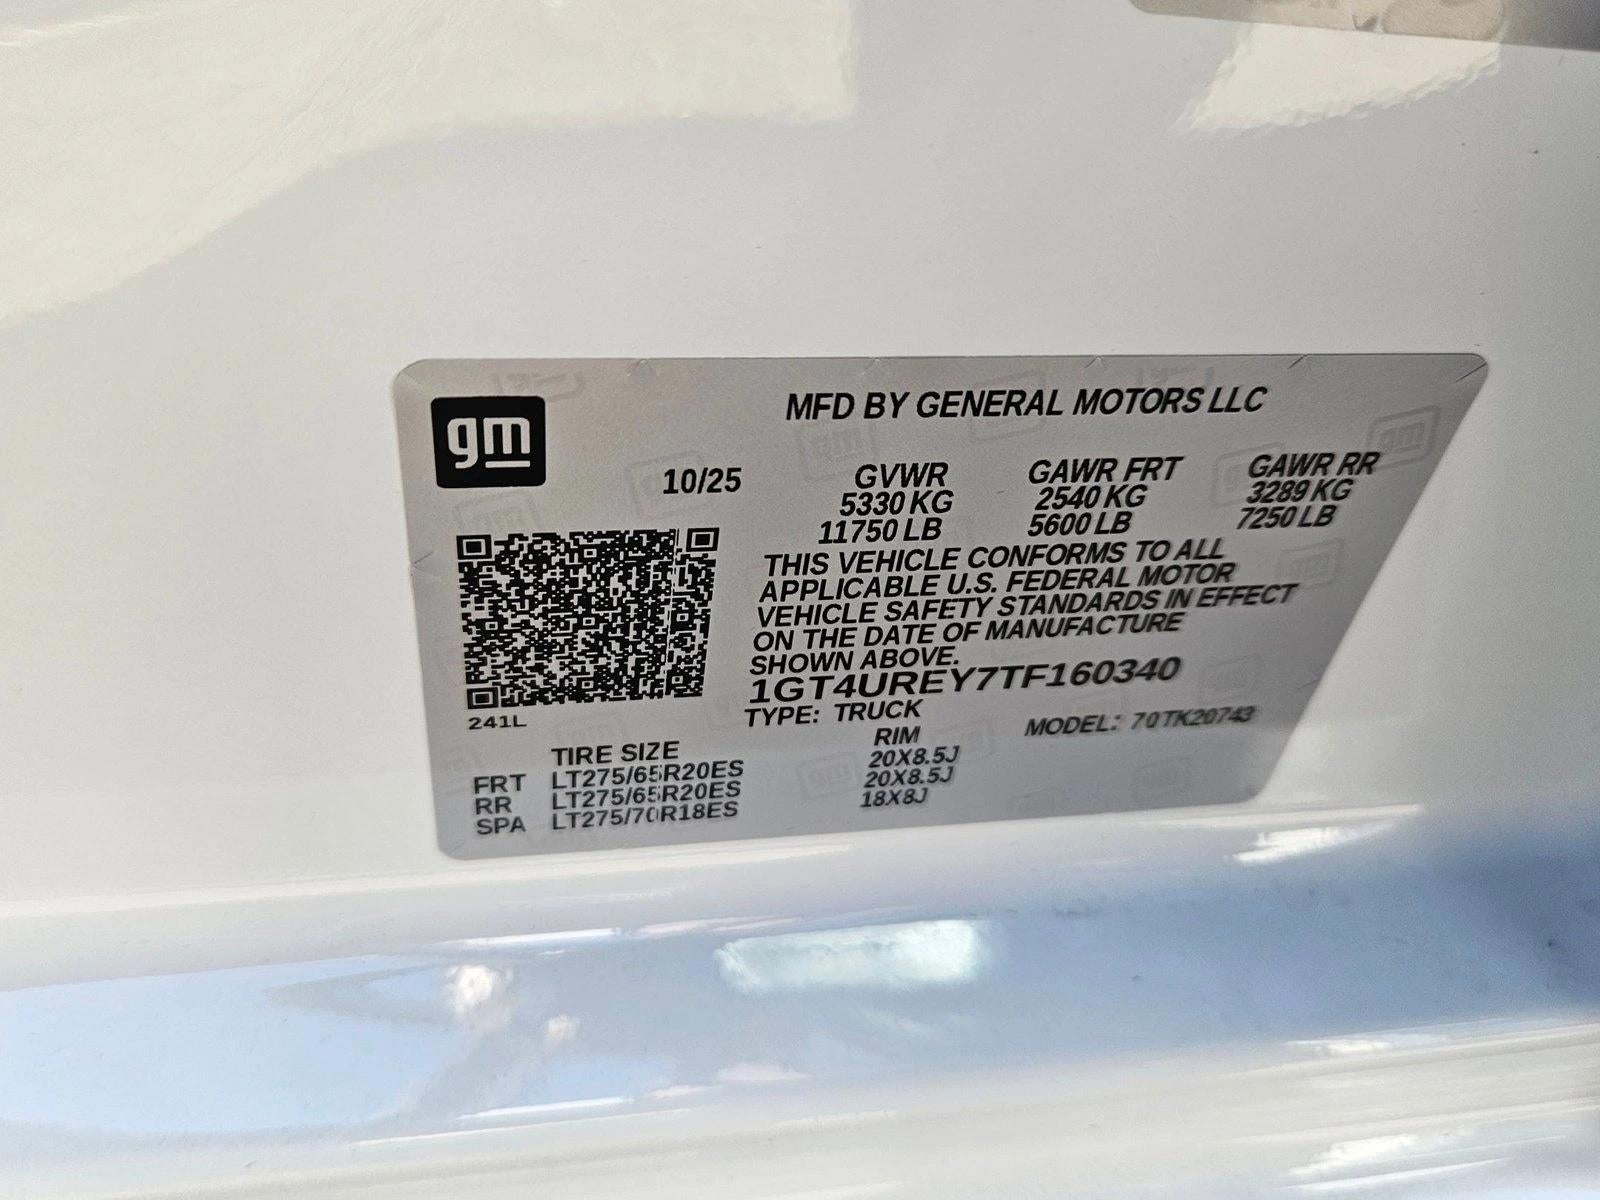 gm
MFD BY GENERAL MOTORS LLC
10/25
GVWR GAWR FRT GAWR RR
5330 KG 2540 KG 3289 KG
11750 LB 5600 LB 7250 LB
THIS VEHICLE CONFORMS TO ALL
APPLICABLE U.S. FEDERAL MOTOR
VEHICLE SAFETY STANDARDS IN EFFECT
ON THE DATE OF MANUFACTURE
SHOWN ABOVE.
1GT4UREY7TF160340
241L
TYPE: TRUCK MODEL: 70TK20743
TIRE SIZE RIM
FRT LT275/65R20ES 20X8.5J
RR LT275/65R20ES 20X8.5J
SPA LT275/70R18ES 18X8J